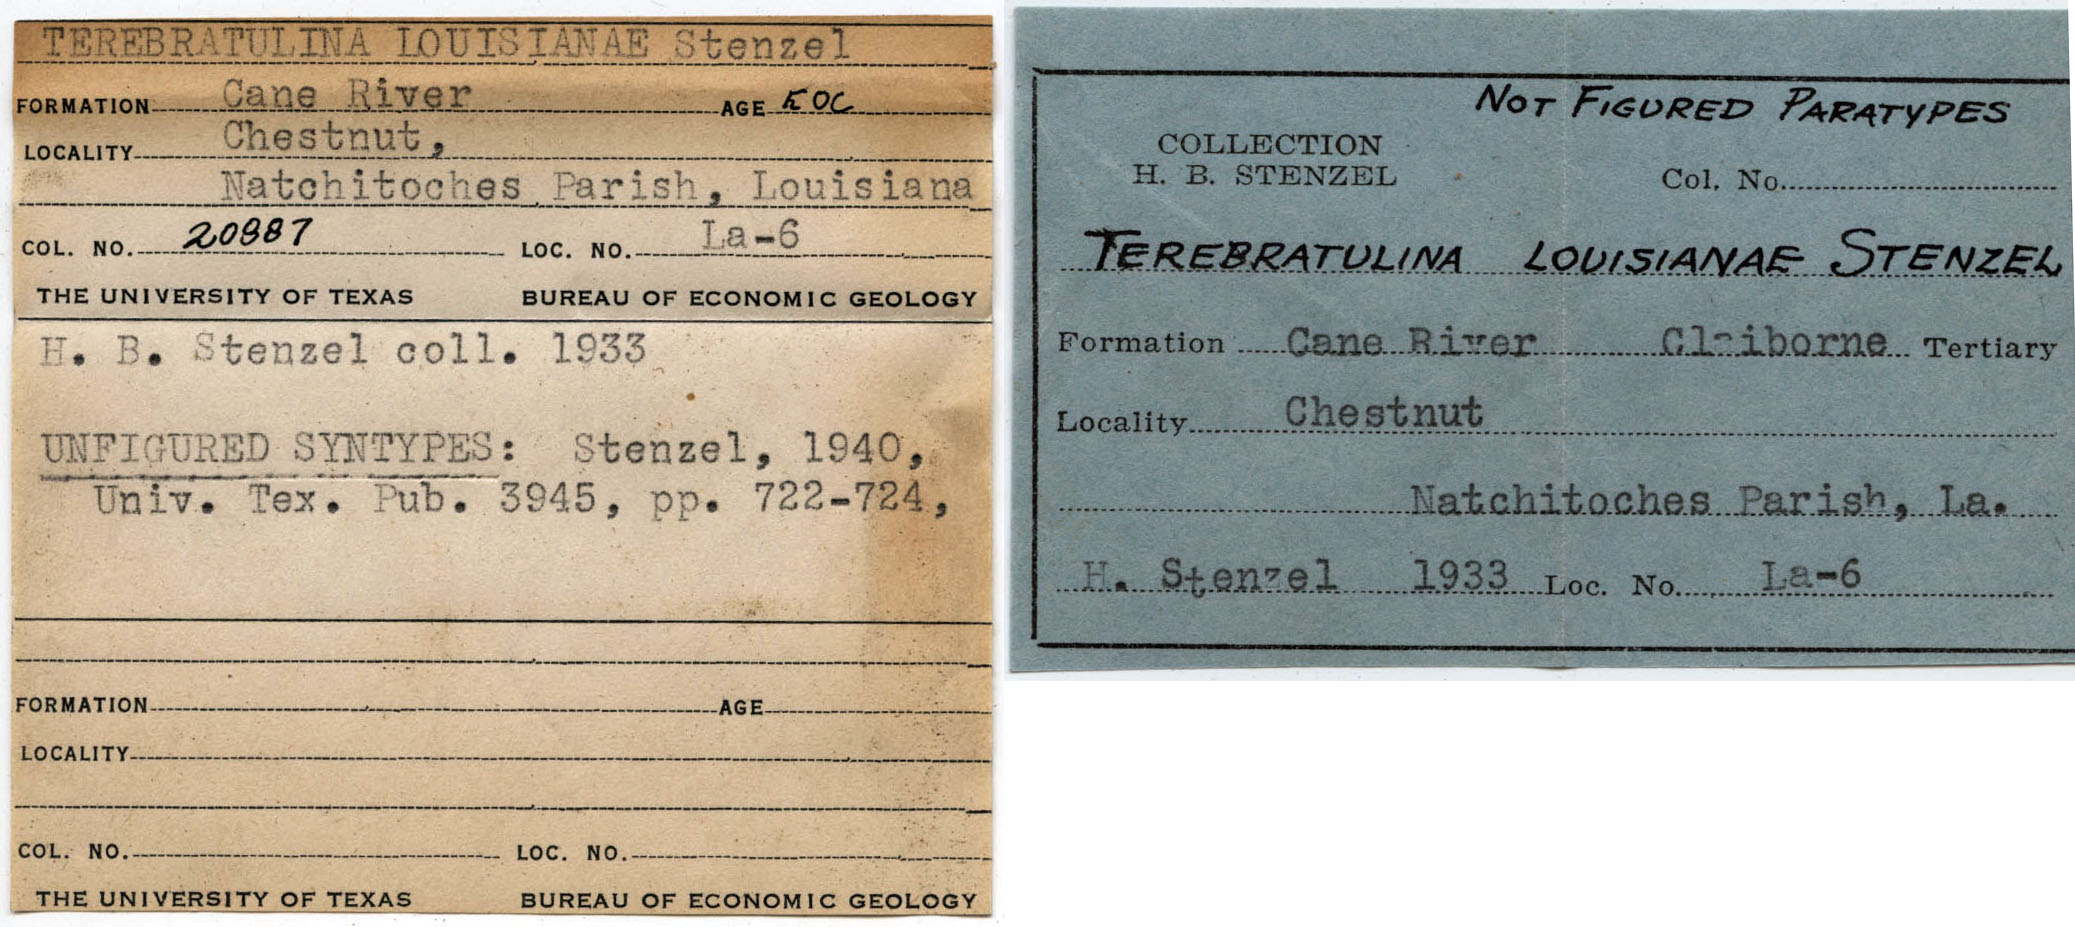 TEREBRATULINA LOUISIANAE Stenzel
FORMATION Cane River AGE EOC
LOCALITY Chestnut,
Natchitoches Parish, Louisiana
COL. NO. 20887 LOC. NO. La-6
THE UNIVERSITY OF TEXAS BUREAU OF ECONOMIC GEOLOGY
H. B. Stenzel coll. 1933
UNFIGURED SYNTYPES: Stenzel, 1940,
Univ. Tex. Pub. 3945, pp. 722-724,
FORMATION AGE
LOCALITY
COL. NO. LOC. NO.
THE UNIVERSITY OF TEXAS BUREAU OF ECONOMIC GEOLOGY
NOT FIGURED PARATYPES
COLLECTION
H. B. STENZEL Col. No.
TEREBRATULINA LOUISIANAE STENZEL
Formation Cane River Claiborne Tertiary
Locality Chestnut
Natchitoches Parish, La.
H. Stenzel 1933 Loc. No. La-6